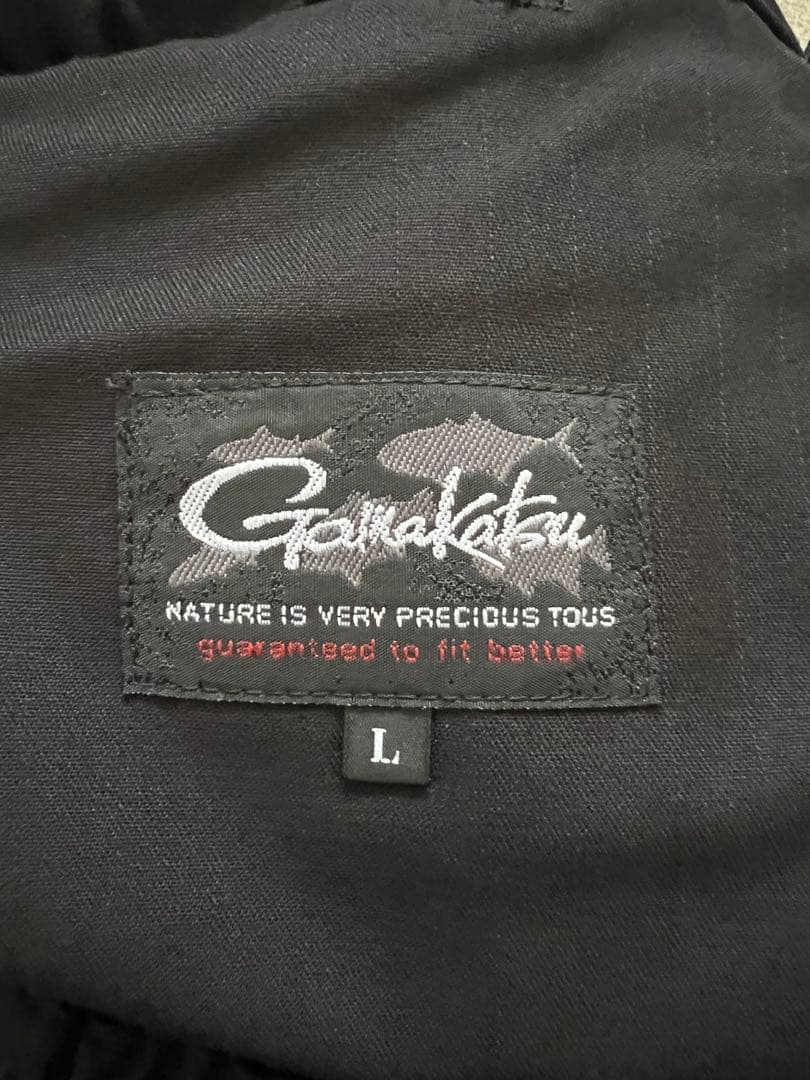 Gamakatsu
NATURE IS VERY PRECIOUS TOUS
guaranteed to fit better
L